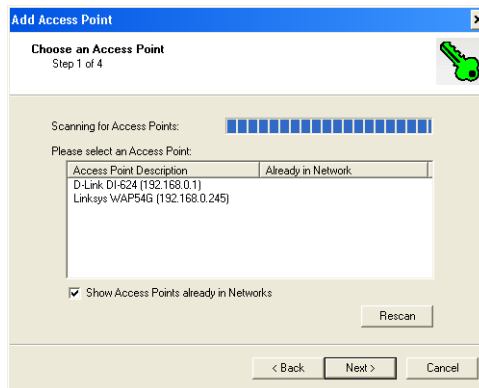 Add Access Point
Choose an Access Point
Step 1 of 4
Scanning for Access Points:
Please select an Access Point:
Access Point Description Already in Network
D-Link DI-624 (192.168.0.1)
Linksys WAP54G (192.168.0.245)
Show Access Points already in Networks
Rescan
< Back Next > Cancel